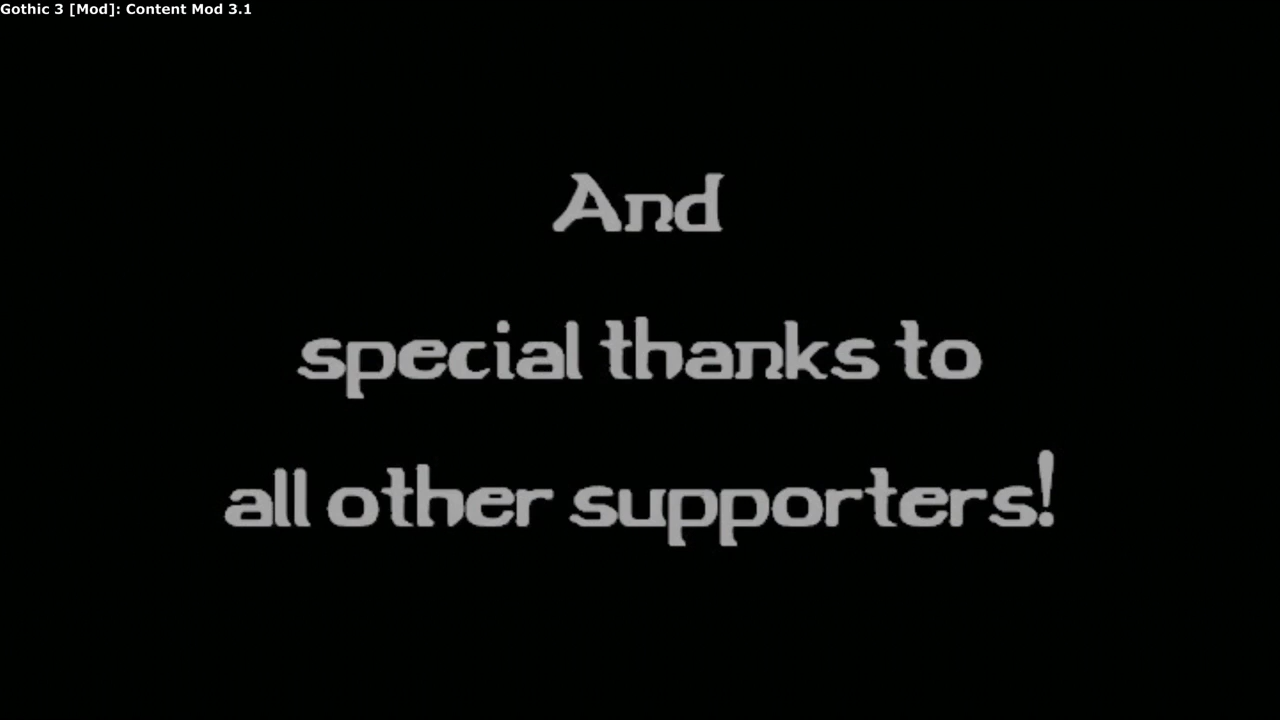 Gothic 3 [Mod]: Content Mod 3.1
And
special thanks to
all other supporters!